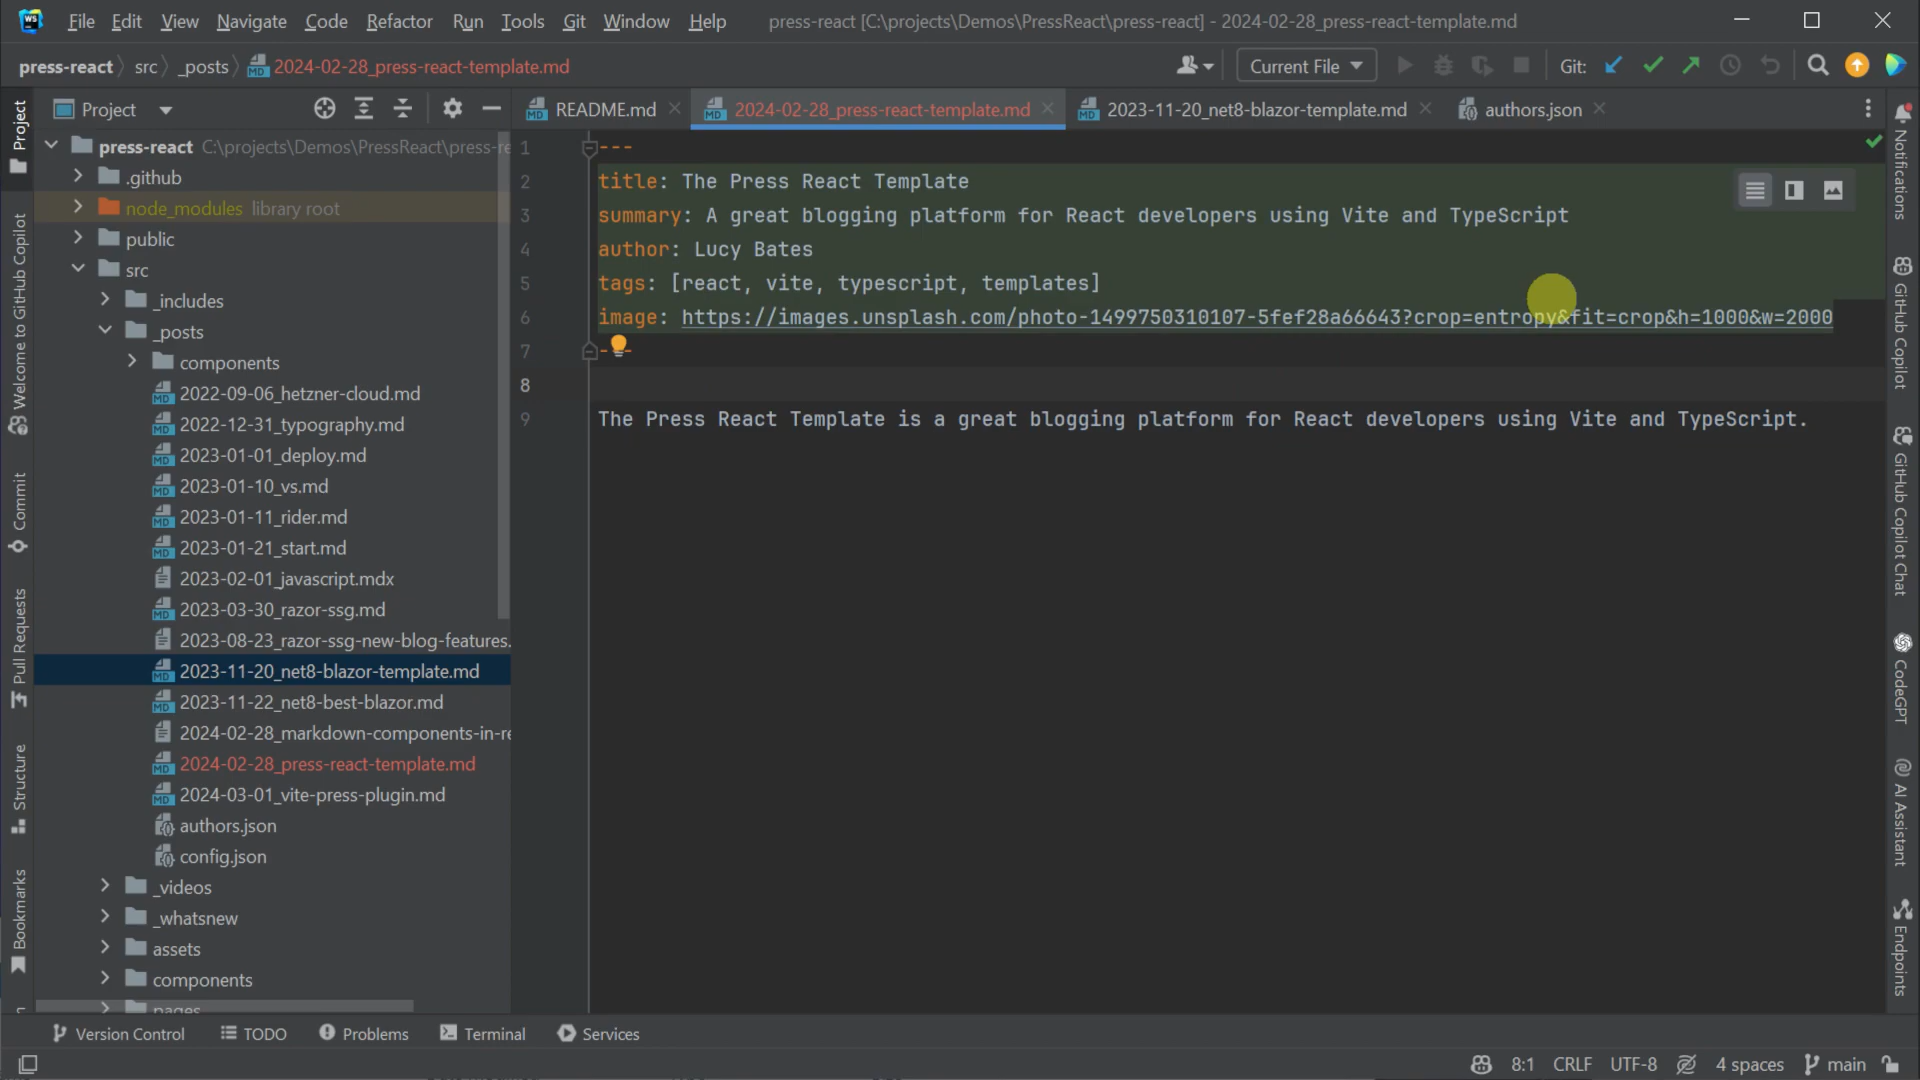 WS File Edit View Navigate Code Refactor Run Tools Git Window Help press-react [C:\projects\Demos\PressReact\press-react] - 2024-02-28_press-react-template.md
press-react src _posts 2024-02-28_press-react-template.md Current File Git:
Project
README.md 2024-02-28_press-react-template.md 2023-11-20_net8-blazor-template.md authors.json
press-react C:\projects\Demos\PressReact\press-re
.github
node_modules library root
public
src
_includes
_posts
components
2022-09-06_hetzner-cloud.md
2022-12-31_typography.md
2023-01-01_deploy.md
2023-01-10_vs.md
2023-01-11_rider.md
2023-01-21_start.md
2023-02-01_javascript.mdx
2023-03-30_razor-ssg.md
2023-08-23_razor-ssg-new-blog-features.
2023-11-20_net8-blazor-template.md
2023-11-22_net8-best-blazor.md
2024-02-28_markdown-components-in-re
2024-02-28_press-react-template.md
2024-03-01_vite-press-plugin.md
authors.json
config.json
_videos
_whatsnew
assets
components
pages
1 ---
2 title: The Press React Template
3 summary: A great blogging platform for React developers using Vite and TypeScript
4 author: Lucy Bates
5 tags: [react, vite, typescript, templates]
6 image: https://images.unsplash.com/photo-1499750310107-5fef28a66643?crop=entropy&fit=crop&h=1000&w=2000
7 ---
8
9 The Press React Template is a great blogging platform for React developers using Vite and TypeScript.
Project
Welcome to GitHub Copilot
Commit
Pull Requests
Structure
Bookmarks
Notifications
GitHub Copilot
GitHub Copilot Chat
CodeGPT
AI Assistant
Endpoints
Version Control TODO Problems Terminal Services
8:1 CRLF UTF-8 4 spaces main